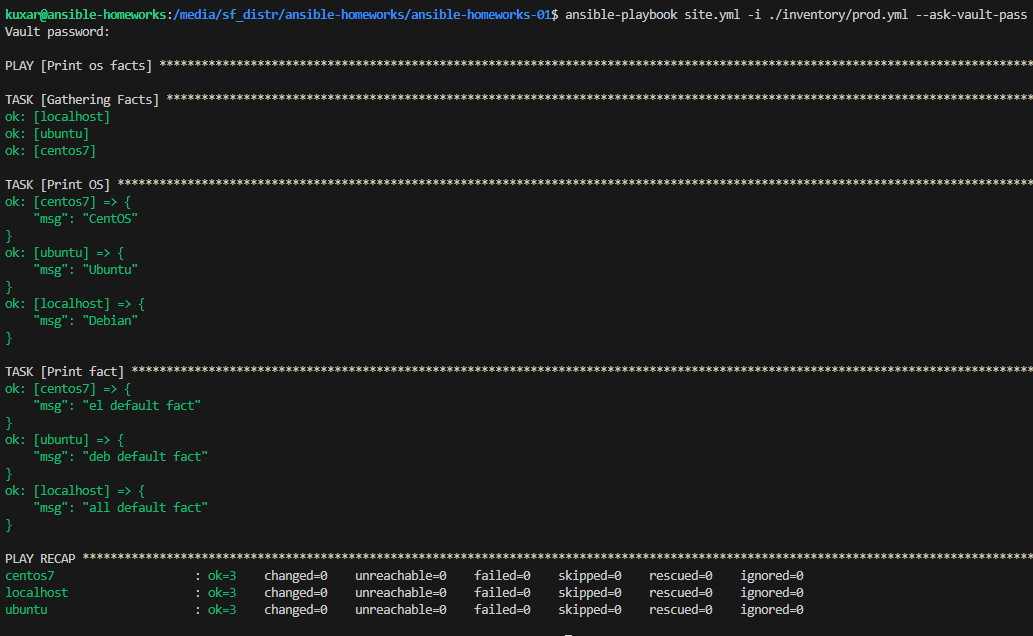 kuxar@ansible-homeworks:/media/sf_distr/ansible-homeworks/ansible-homeworks-01$ ansible-playbook site.yml -i ./inventory/prod.yml --ask-vault-pass
Vault password:
PLAY [Print os facts] ****************************************************************************************************************************
TASK [Gathering Facts] ***************************************************************************************************************************
ok: [localhost]
ok: [ubuntu]
ok: [centos7]
TASK [Print OS] **********************************************************************************************************************************
ok: [centos7] => {
    "msg": "CentOS"
}
ok: [ubuntu] => {
    "msg": "Ubuntu"
}
ok: [localhost] => {
    "msg": "Debian"
}
TASK [Print fact] ********************************************************************************************************************************
ok: [centos7] => {
    "msg": "el default fact"
}
ok: [ubuntu] => {
    "msg": "deb default fact"
}
ok: [localhost] => {
    "msg": "all default fact"
}
PLAY RECAP ***************************************************************************************************************************************
centos7                    : ok=3    changed=0    unreachable=0    failed=0    skipped=0    rescued=0    ignored=0
localhost                  : ok=3    changed=0    unreachable=0    failed=0    skipped=0    rescued=0    ignored=0
ubuntu                     : ok=3    changed=0    unreachable=0    failed=0    skipped=0    rescued=0    ignored=0